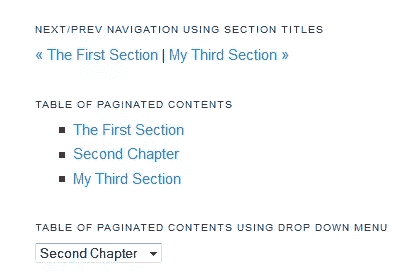 NEXT/PREV NAVIGATION USING SECTION TITLES
« The First Section | My Third Section »
TABLE OF PAGINATED CONTENTS
The First Section
Second Chapter
My Third Section
TABLE OF PAGINATED CONTENTS USING DROP DOWN MENU
Second Chapter